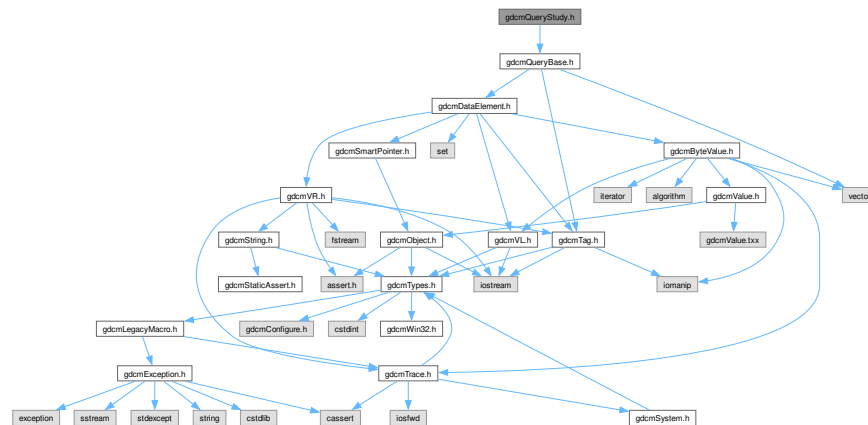 gdcmQueryStudy.h
gdcmQueryBase.h
gdcmDataElement.h
gdcmSmartPointer.h
set
gdcmByteValue.h
gdcmVR.h
iterator
algorithm
gdcmValue.h
vector
gdcmString.h
fstream
gdcmObject.h
gdcmVL.h
gdcmTag.h
gdcmValue.txx
gdcmStaticAssert.h
assert.h
gdcmTypes.h
iostream
iomanip
gdcmLegacyMacro.h
gdcmConfigure.h
cstdint
gdcmWin32.h
gdcmException.h
gdcmTrace.h
exception
sstream
stdexcept
string
cstdlib
cassert
iosfwd
gdcmSystem.h